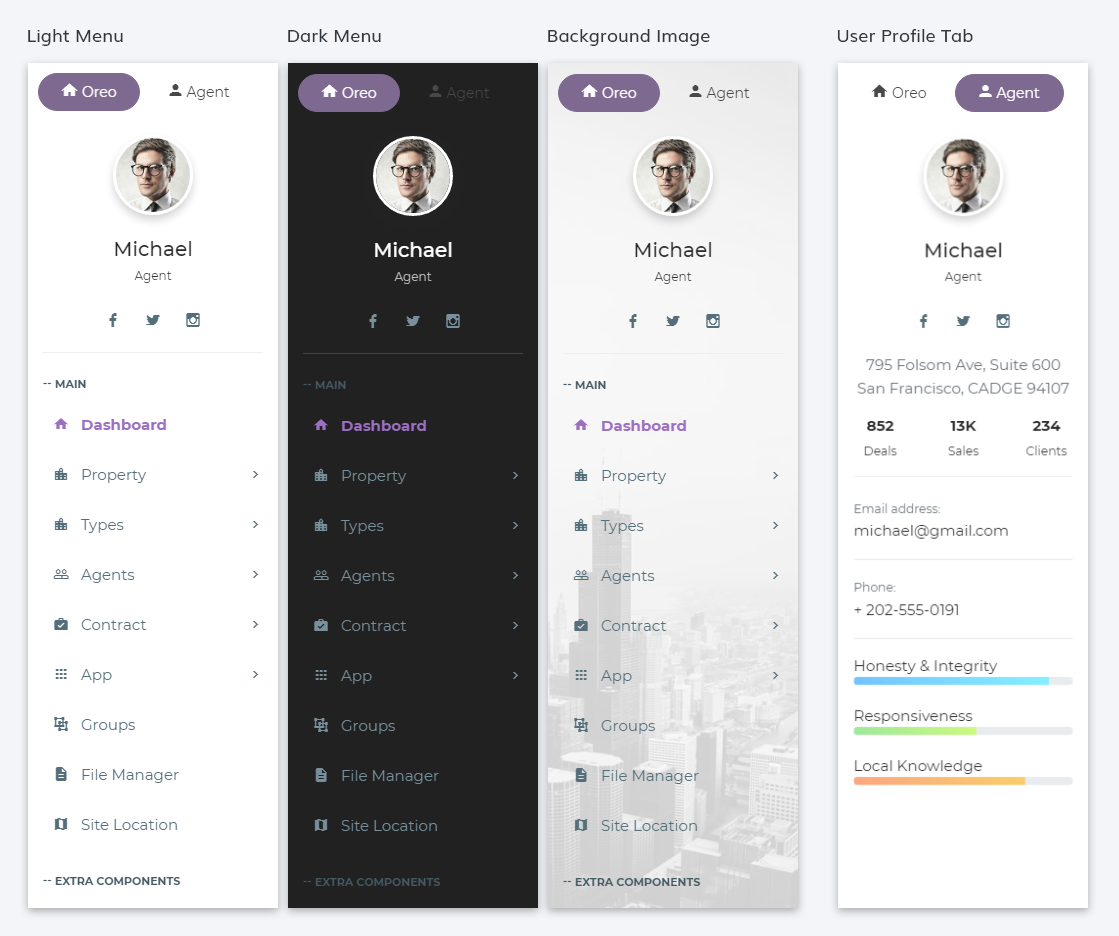 Light Menu
Oreo Agent
Michael
Agent
-- MAIN
Dashboard
Property
Types
Agents
Contract
App
Groups
File Manager
Site Location
-- EXTRA COMPONENTS
Dark Menu
Oreo Agent
Michael
Agent
-- MAIN
Dashboard
Property
Types
Agents
Contract
App
Groups
File Manager
Site Location
-- EXTRA COMPONENTS
Background Image
Oreo Agent
Michael
Agent
-- MAIN
Dashboard
Property
Types
Agents
Contract
App
Groups
File Manager
Site Location
-- EXTRA COMPONENTS
User Profile Tab
Oreo Agent
Michael
Agent
795 Folsom Ave, Suite 600
San Francisco, CADGE 94107
852 13K 234
Deals Sales Clients
Email address:
michael@gmail.com
Phone:
+ 202-555-0191
Honesty & Integrity
Responsiveness
Local Knowledge